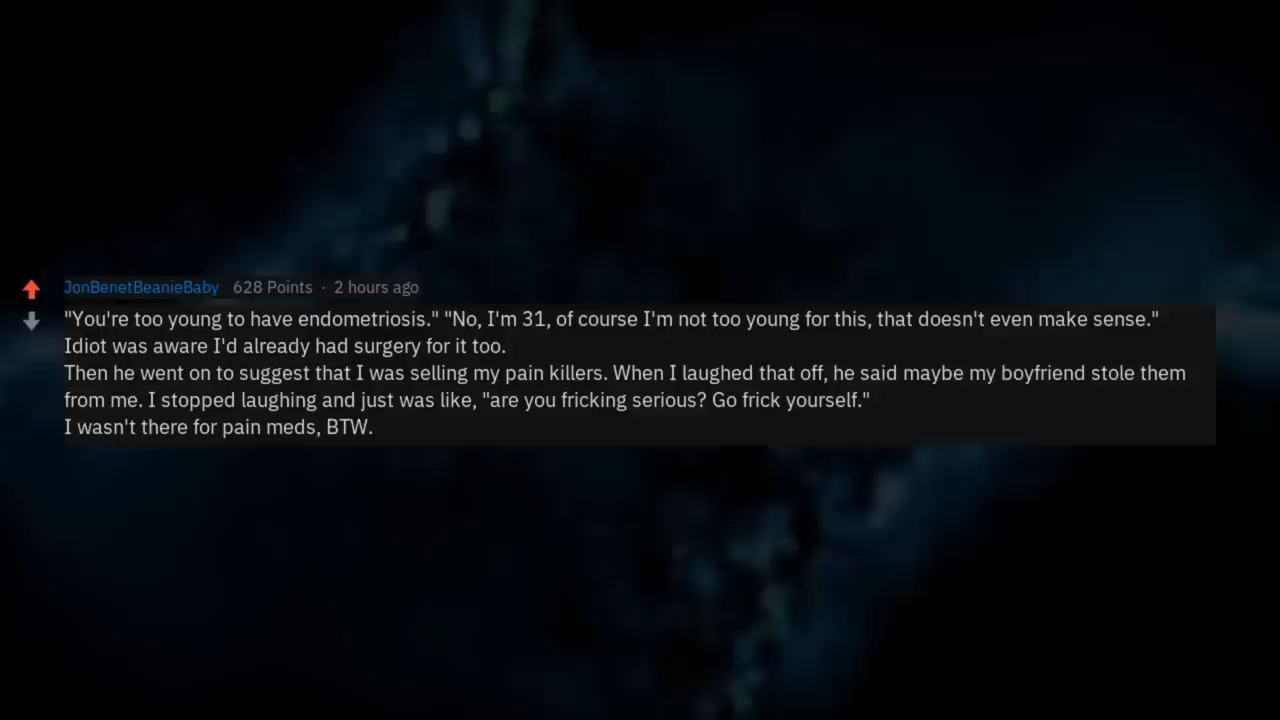 JonBenetBeanieBaby 628 Points · 2 hours ago
"You're too young to have endometriosis." "No, I'm 31, of course I'm not too young for this, that doesn't even make sense."
Idiot was aware I'd already had surgery for it too.
Then he went on to suggest that I was selling my pain killers. When I laughed that off, he said maybe my boyfriend stole them
from me. I stopped laughing and just was like, "are you fricking serious? Go frick yourself."
I wasn't there for pain meds, BTW.